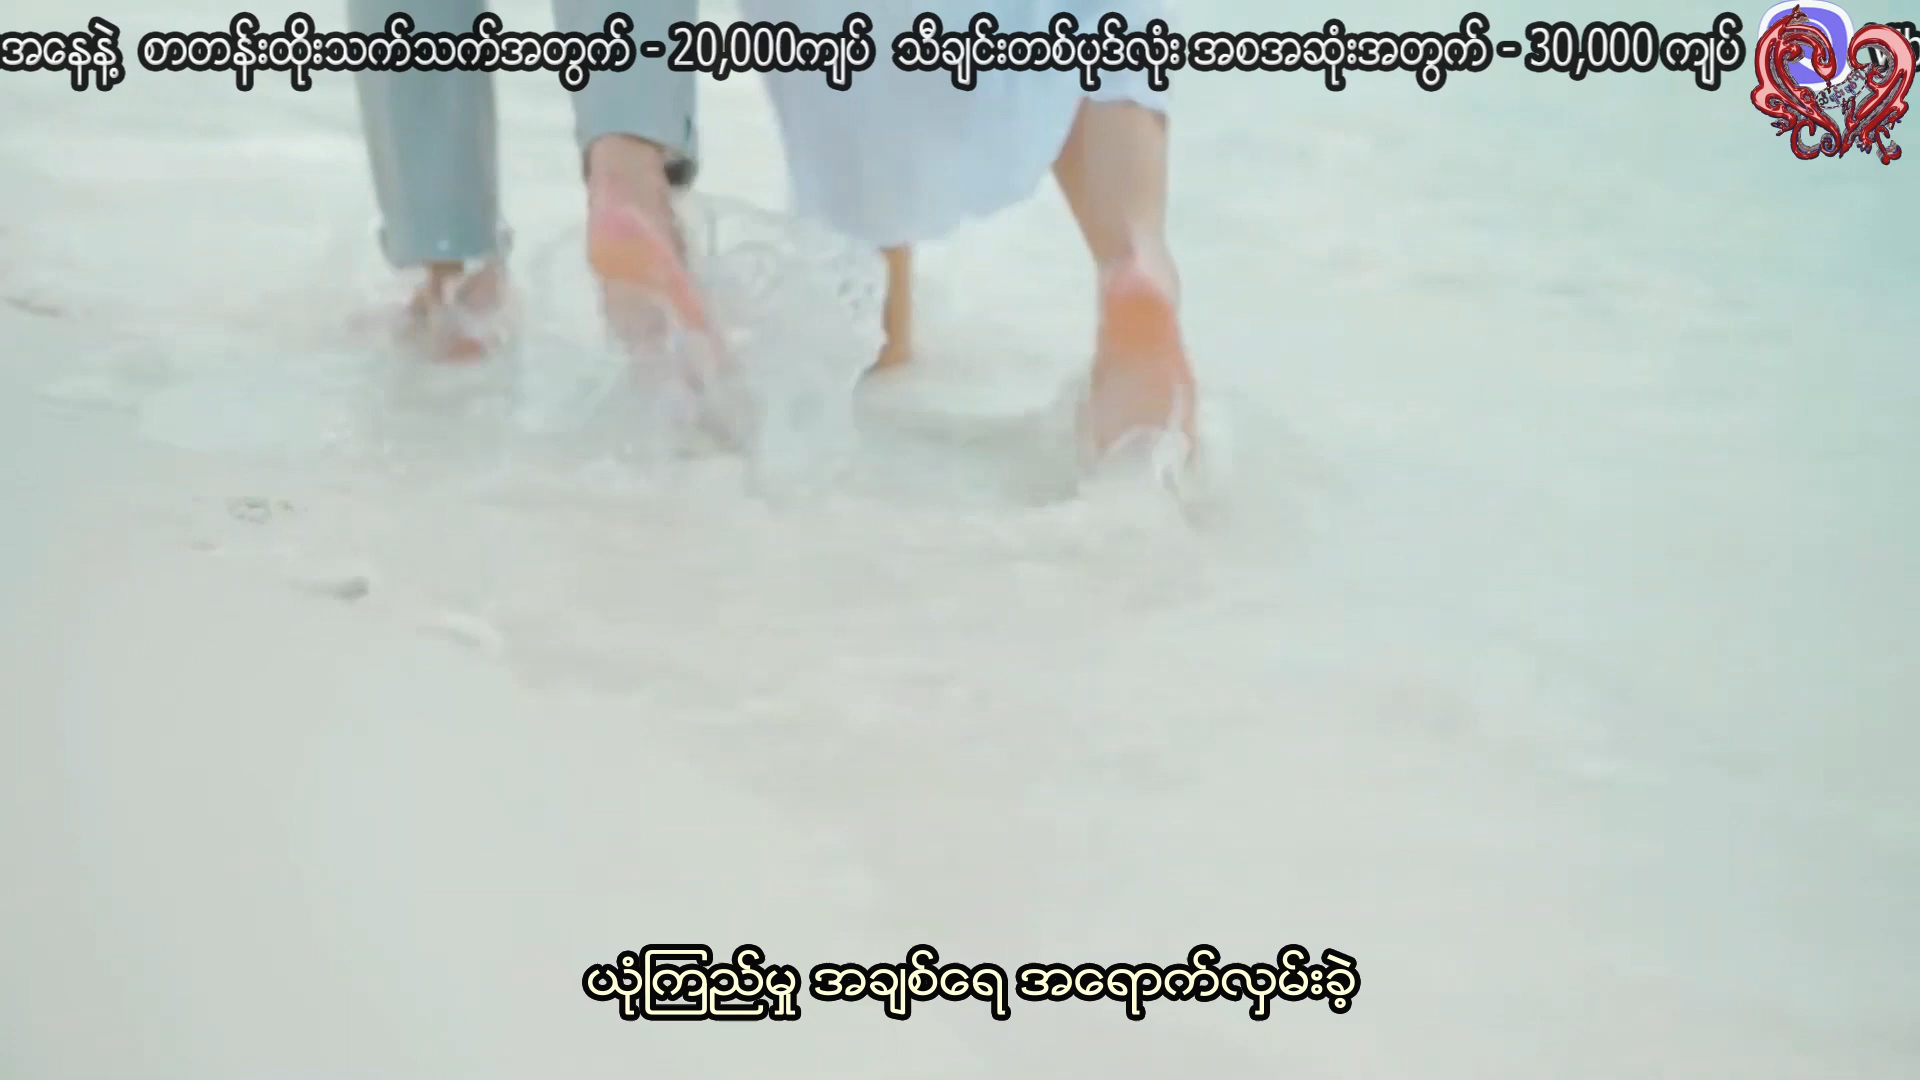 အနေနဲ့ စာတန်းထိုးသက်သက်အတွက် - 20,000ကျပ် သီချင်းတစ်ပုဒ်လုံး အစအဆုံးအတွက် - 30,000 ကျပ်
ယုံကြည်မှု အချစ်ရေ အရောက်လှမ်းခဲ့